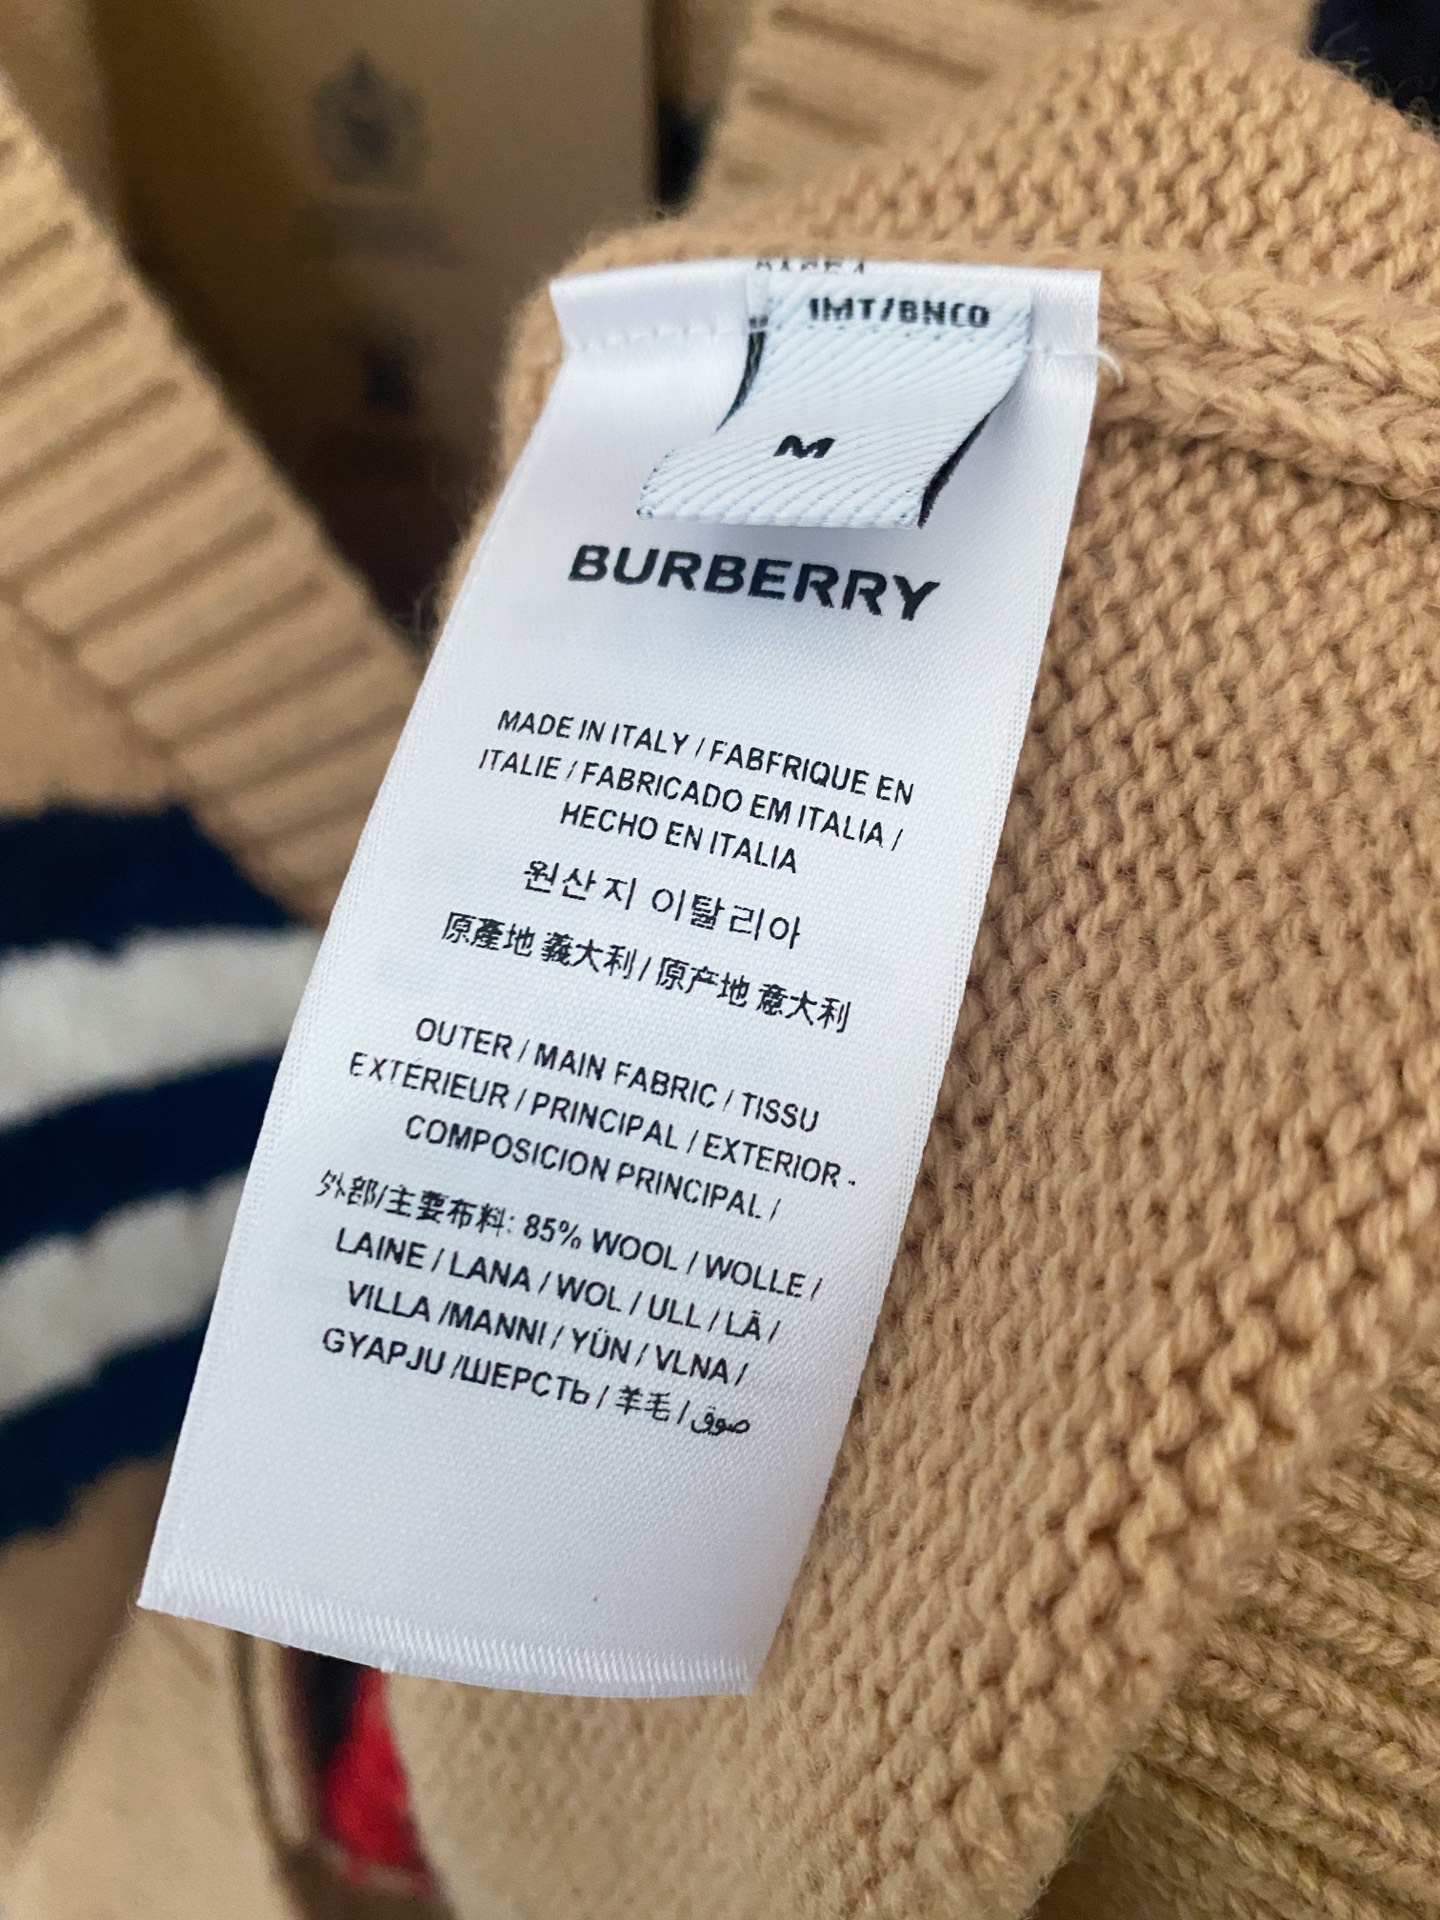 1MT/BNC0
M
BURBERRY
MADE IN ITALY / FABFRIQUE EN
ITALIE / FABRICADO EM ITALIA /
HECHO EN ITALIA
원산지 이탈리아
原產地 義大利 / 原产地 意大利
OUTER / MAIN FABRIC / TISSU
EXTERIEUR / PRINCIPAL / EXTERIOR -
COMPOSICION PRINCIPAL /
外部/主要布料: 85% WOOL / WOLLE /
LAINE / LANA / WOL / ULL / LÃ /
VILLA /MANNI / YÜN / VLNA /
GYAPJU /ШЕРСТЬ / 羊毛 / صوق